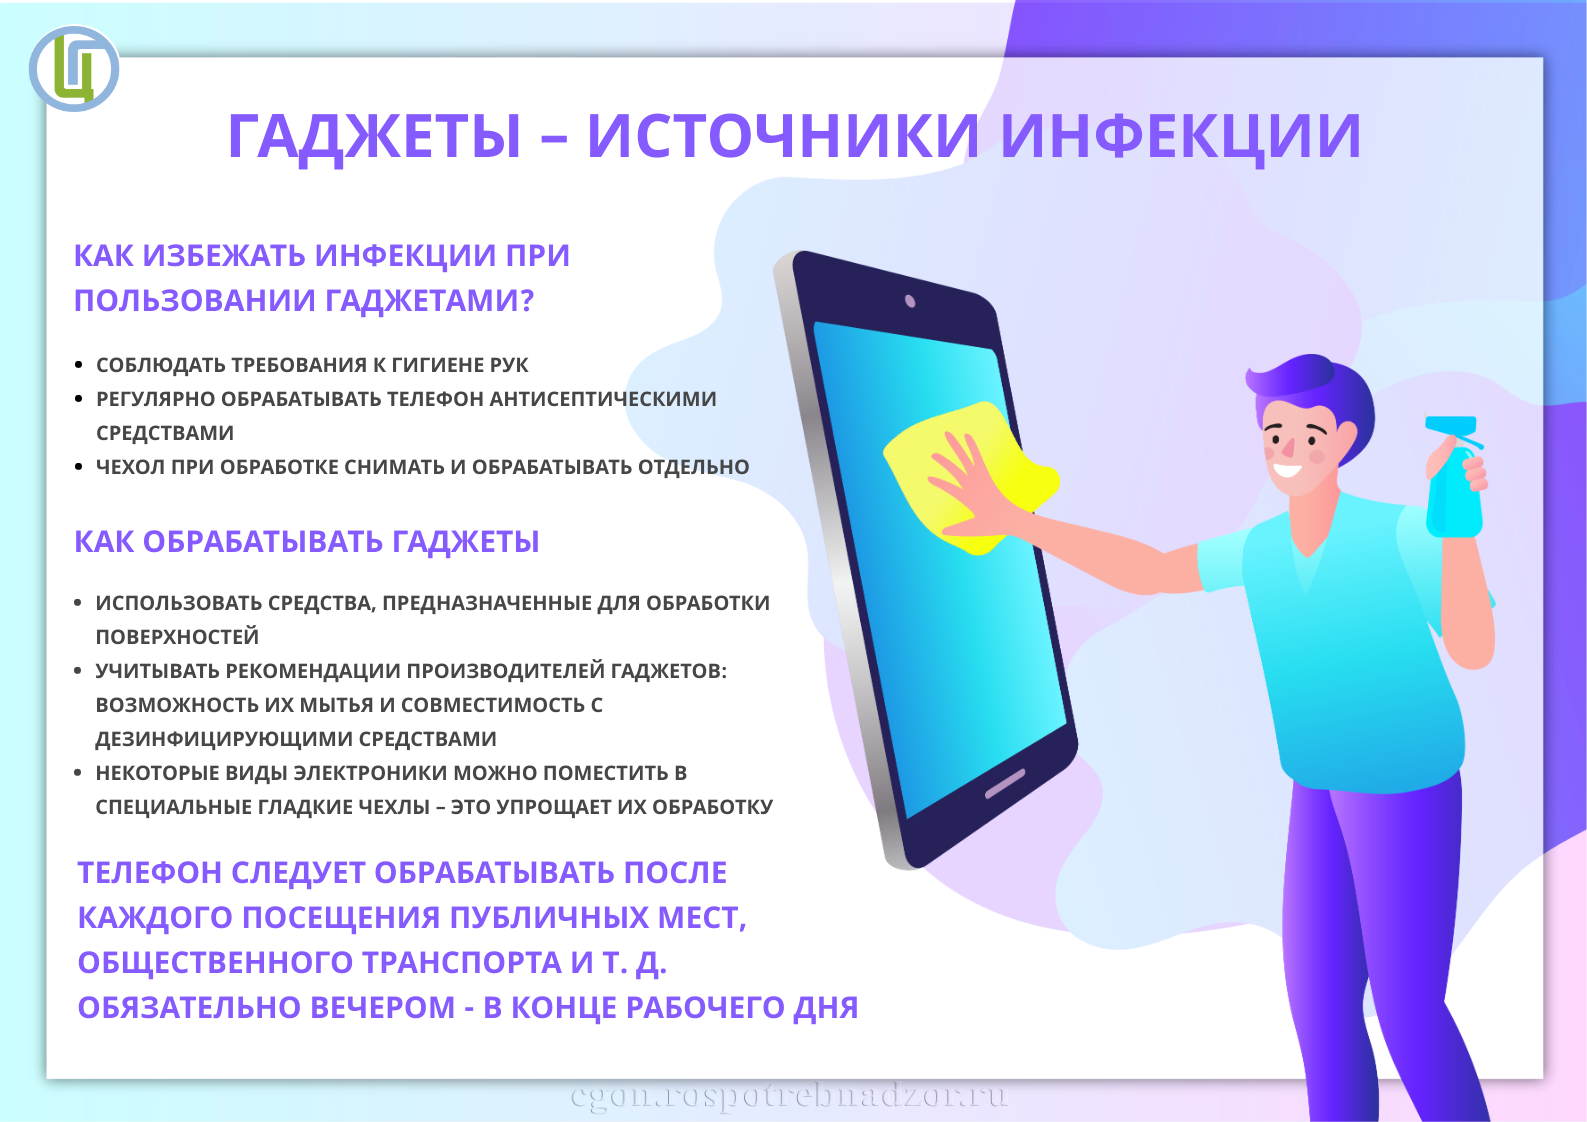 ГАДЖЕТЫ – ИСТОЧНИКИ ИНФЕКЦИИ
КАК ИЗБЕЖАТЬ ИНФЕКЦИИ ПРИ
ПОЛЬЗОВАНИИ ГАДЖЕТАМИ?
• СОБЛЮДАТЬ ТРЕБОВАНИЯ К ГИГИЕНЕ РУК
• РЕГУЛЯРНО ОБРАБАТЫВАТЬ ТЕЛЕФОН АНТИСЕПТИЧЕСКИМИ
СРЕДСТВАМИ
• ЧЕХОЛ ПРИ ОБРАБОТКЕ СНИМАТЬ И ОБРАБАТЫВАТЬ ОТДЕЛЬНО
КАК ОБРАБАТЫВАТЬ ГАДЖЕТЫ
• ИСПОЛЬЗОВАТЬ СРЕДСТВА, ПРЕДНАЗНАЧЕННЫЕ ДЛЯ ОБРАБОТКИ
ПОВЕРХНОСТЕЙ
• УЧИТЫВАТЬ РЕКОМЕНДАЦИИ ПРОИЗВОДИТЕЛЕЙ ГАДЖЕТОВ:
ВОЗМОЖНОСТЬ ИХ МЫТЬЯ И СОВМЕСТИМОСТЬ С
ДЕЗИНФИЦИРУЮЩИМИ СРЕДСТВАМИ
• НЕКОТОРЫЕ ВИДЫ ЭЛЕКТРОНИКИ МОЖНО ПОМЕСТИТЬ В
СПЕЦИАЛЬНЫЕ ГЛАДКИЕ ЧЕХЛЫ – ЭТО УПРОЩАЕТ ИХ ОБРАБОТКУ
ТЕЛЕФОН СЛЕДУЕТ ОБРАБАТЫВАТЬ ПОСЛЕ
КАЖДОГО ПОСЕЩЕНИЯ ПУБЛИЧНЫХ МЕСТ,
ОБЩЕСТВЕННОГО ТРАНСПОРТА И Т. Д.
ОБЯЗАТЕЛЬНО ВЕЧЕРОМ - В КОНЦЕ РАБОЧЕГО ДНЯ
cgon.rospotrebnadzor.ru